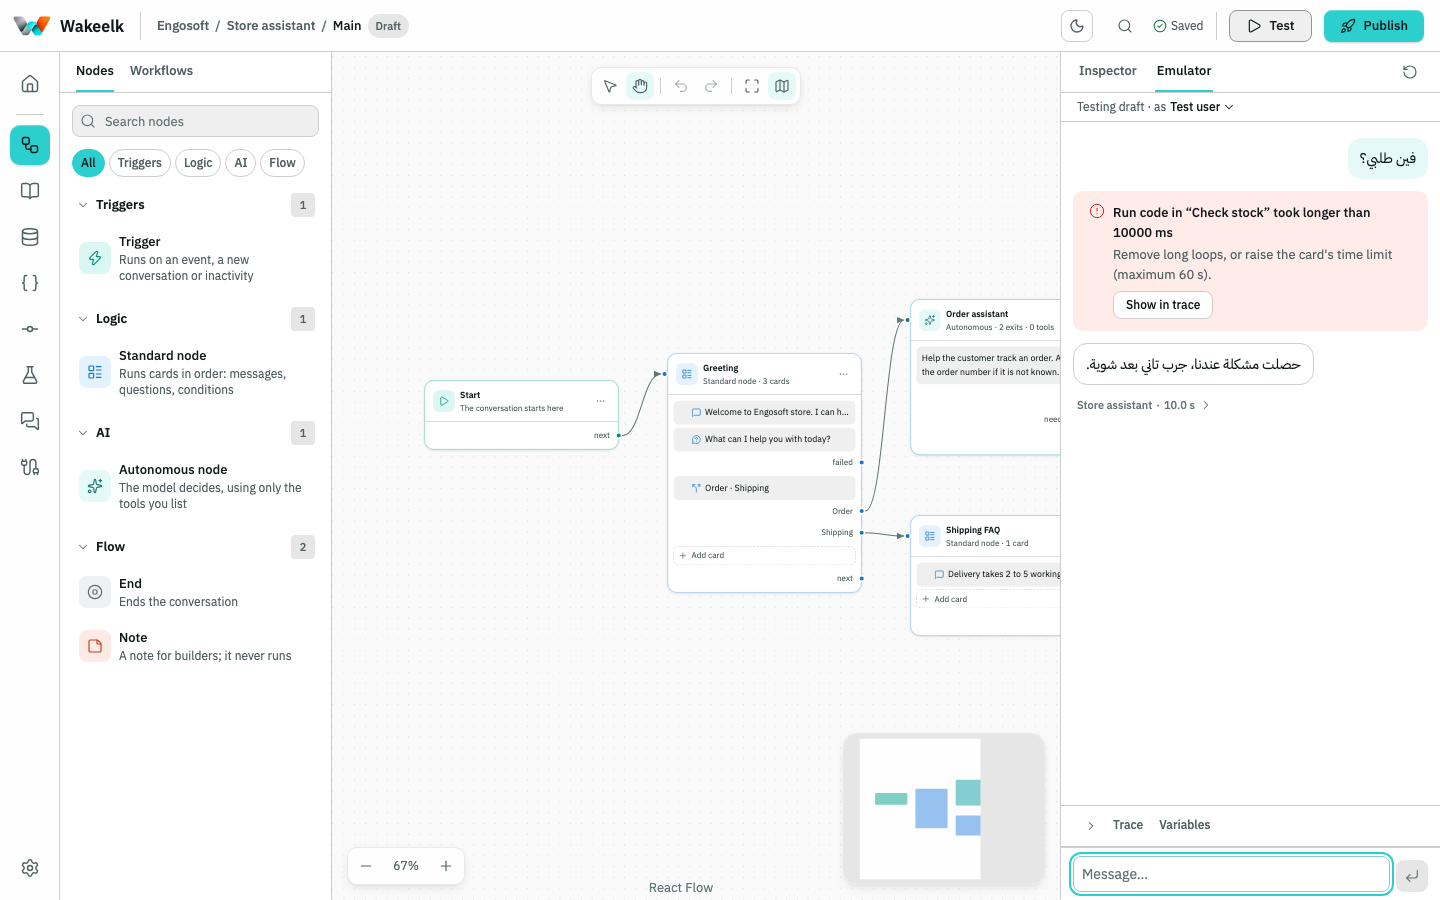 Wakeelk
Engosoft / Store assistant / Main Draft
Saved
Test
Publish
Nodes Workflows
Search nodes
All Triggers Logic AI Flow
Triggers 1
Trigger
Runs on an event, a new
conversation or inactivity
Logic 1
Standard node
Runs cards in order: messages,
questions, conditions
AI 1
Autonomous node
The model decides, using only the
tools you list
Flow 2
End
Ends the conversation
Note
A note for builders; it never runs
Start
The conversation starts here
next
Greeting
Standard node · 3 cards
Welcome to Engosoft store. I can h...
What can I help you with today?
failed
Order · Shipping
Order
Shipping
+ Add card
next
Order assistant
Autonomous · 2 exits · 0 tools
Help the customer track an order. A
the order number if it is not known.
Shipping FAQ
Standard node · 1 card
Delivery takes 2 to 5 working
+ Add card
67%
React Flow
Inspector Emulator
Testing draft · as Test user
فين طلبي؟
Run code in “Check stock” took longer than
10000 ms
Remove long loops, or raise the card's time limit
(maximum 60 s).
Show in trace
حصلت مشكلة عندنا، جرب تاني بعد شوية.
Store assistant · 10.0 s
Trace Variables
Message...